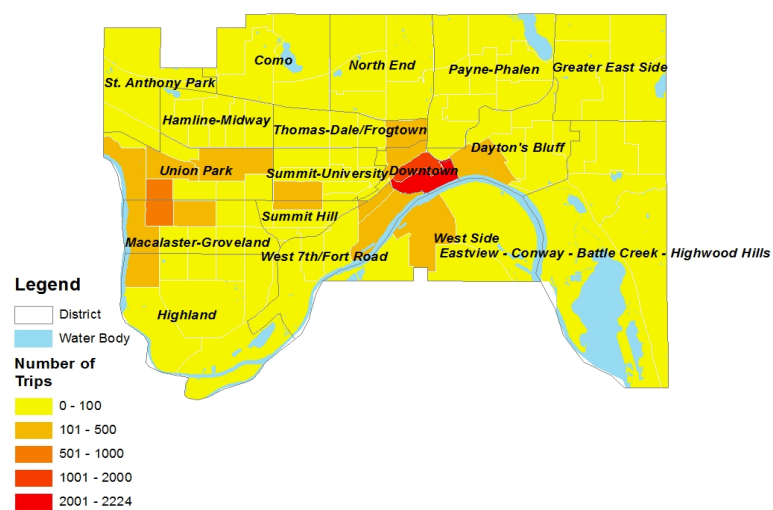 Como
North End
Payne-Phalen
Greater East Side
St. Anthony Park
Hamline-Midway
Thomas-Dale/Frogtown
Dayton's Bluff
Union Park
Summit-University
Downtown
Summit Hill
Macalaster-Groveland
West Side
West 7th/Fort Road
Eastview - Conway - Battle Creek - Highwood Hills
Highland
Legend
District
Water Body
Number of
Trips
0 - 100
101 - 500
501 - 1000
1001 - 2000
2001 - 2224